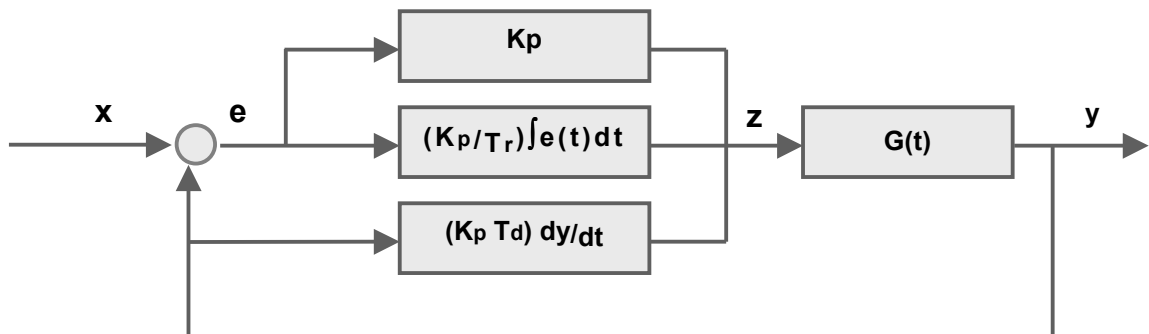 Kp
x
e
(Kp/Tr)∫e(t)dt
z
G(t)
y
(Kp Td) dy/dt